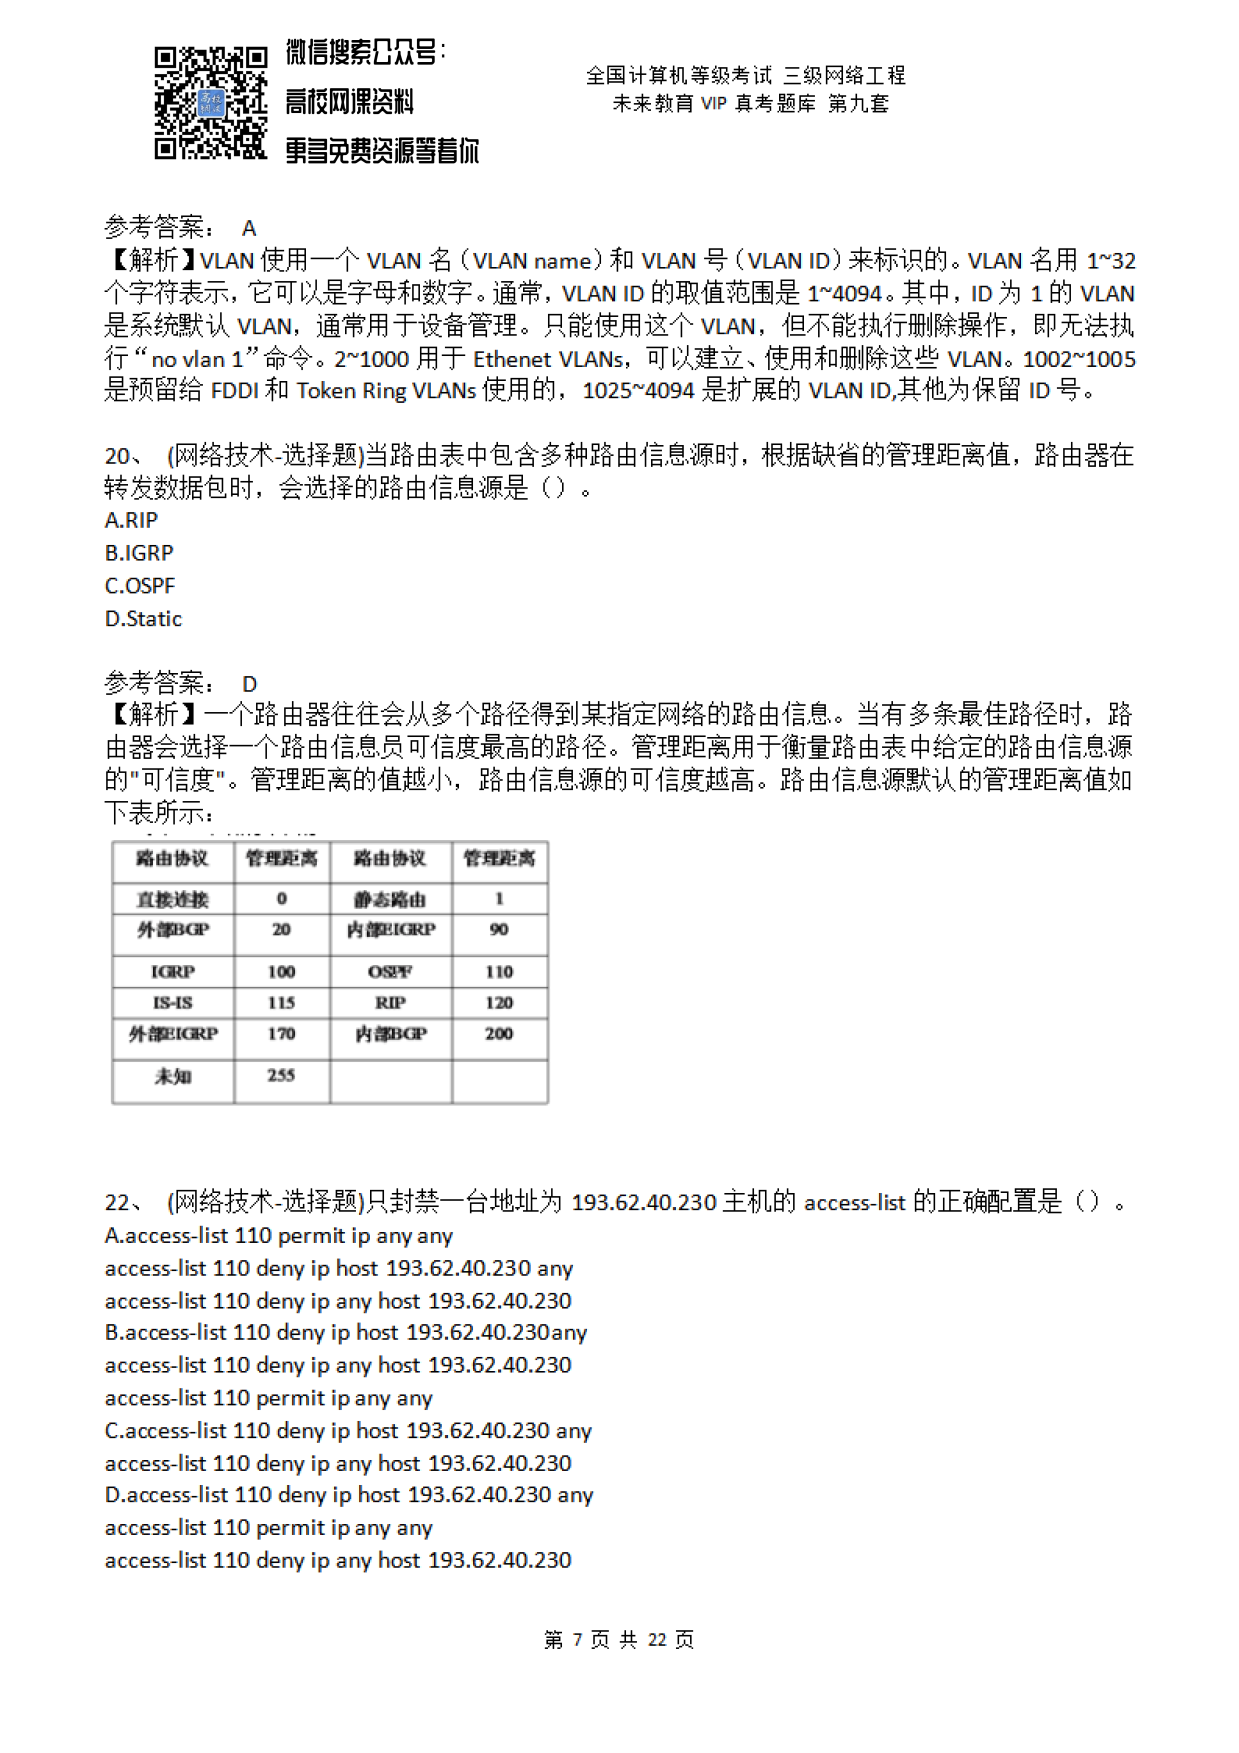 微信搜索公众号：
高校网课资料
更多免费资源等着你
全国计算机等级考试 三级网络工程
未来教育 VIP 真考题库 第九套
参考答案： A
【解析】VLAN 使用一个 VLAN 名（VLAN name）和 VLAN 号（VLAN ID）来标识的。VLAN 名用 1~32
个字符表示，它可以是字母和数字。通常，VLAN ID 的取值范围是 1~4094。其中，ID 为 1 的 VLAN
是系统默认 VLAN，通常用于设备管理。只能使用这个 VLAN，但不能执行删除操作，即无法执
行“no vlan 1”命令。2~1000 用于 Ethenet VLANs，可以建立、使用和删除这些 VLAN。1002~1005
是预留给 FDDI 和 Token Ring VLANs 使用的，1025~4094 是扩展的 VLAN ID,其他为保留 ID 号。
20、 (网络技术-选择题)当路由表中包含多种路由信息源时，根据缺省的管理距离值，路由器在
转发数据包时，会选择的路由信息源是（）。
A.RIP
B.IGRP
C.OSPF
D.Static
参考答案： D
【解析】一个路由器往往会从多个路径得到某指定网络的路由信息。当有多条最佳路径时，路
由器会选择一个路由信息员可信度最高的路径。管理距离用于衡量路由表中给定的路由信息源
的"可信度"。管理距离的值越小，路由信息源的可信度越高。路由信息源默认的管理距离值如
下表所示：
路由协议 管理距离 路由协议 管理距离
直接连接 0 静态路由 1
外部BGP 20 内部EIGRP 90
IGRP 100 OSPF 110
IS-IS 115 RIP 120
外部EIGRP 170 内部BGP 200
未知 255
22、 (网络技术-选择题)只封禁一台地址为 193.62.40.230 主机的 access-list 的正确配置是（）。
A.access-list 110 permit ip any any
access-list 110 deny ip host 193.62.40.230 any
access-list 110 deny ip any host 193.62.40.230
B.access-list 110 deny ip host 193.62.40.230any
access-list 110 deny ip any host 193.62.40.230
access-list 110 permit ip any any
C.access-list 110 deny ip host 193.62.40.230 any
access-list 110 deny ip any host 193.62.40.230
D.access-list 110 deny ip host 193.62.40.230 any
access-list 110 permit ip any any
access-list 110 deny ip any host 193.62.40.230
第 7 页 共 22 页